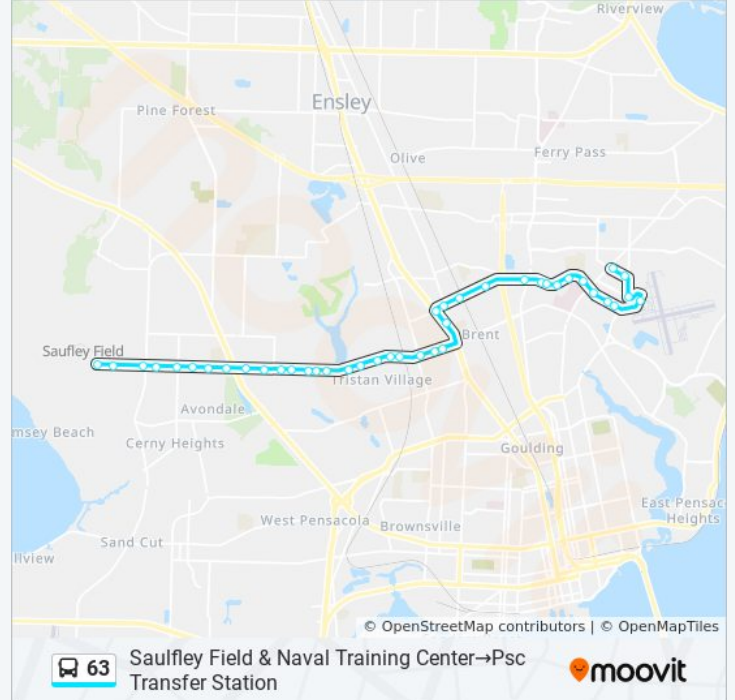 Riverview
Ensley
Pine Forest
Olive
Ferry Pass
Saufley Field
Brent
Tristan Village
Avondale
msey Beach
Cerny Heights
Goulding
East Pensac
Heights
West Pensacola
Brownsville
Sand Cut
llview
© OpenStreetMap contributors | © OpenMapTiles
63
Saulfley Field & Naval Training Center→Psc
Transfer Station
moovit